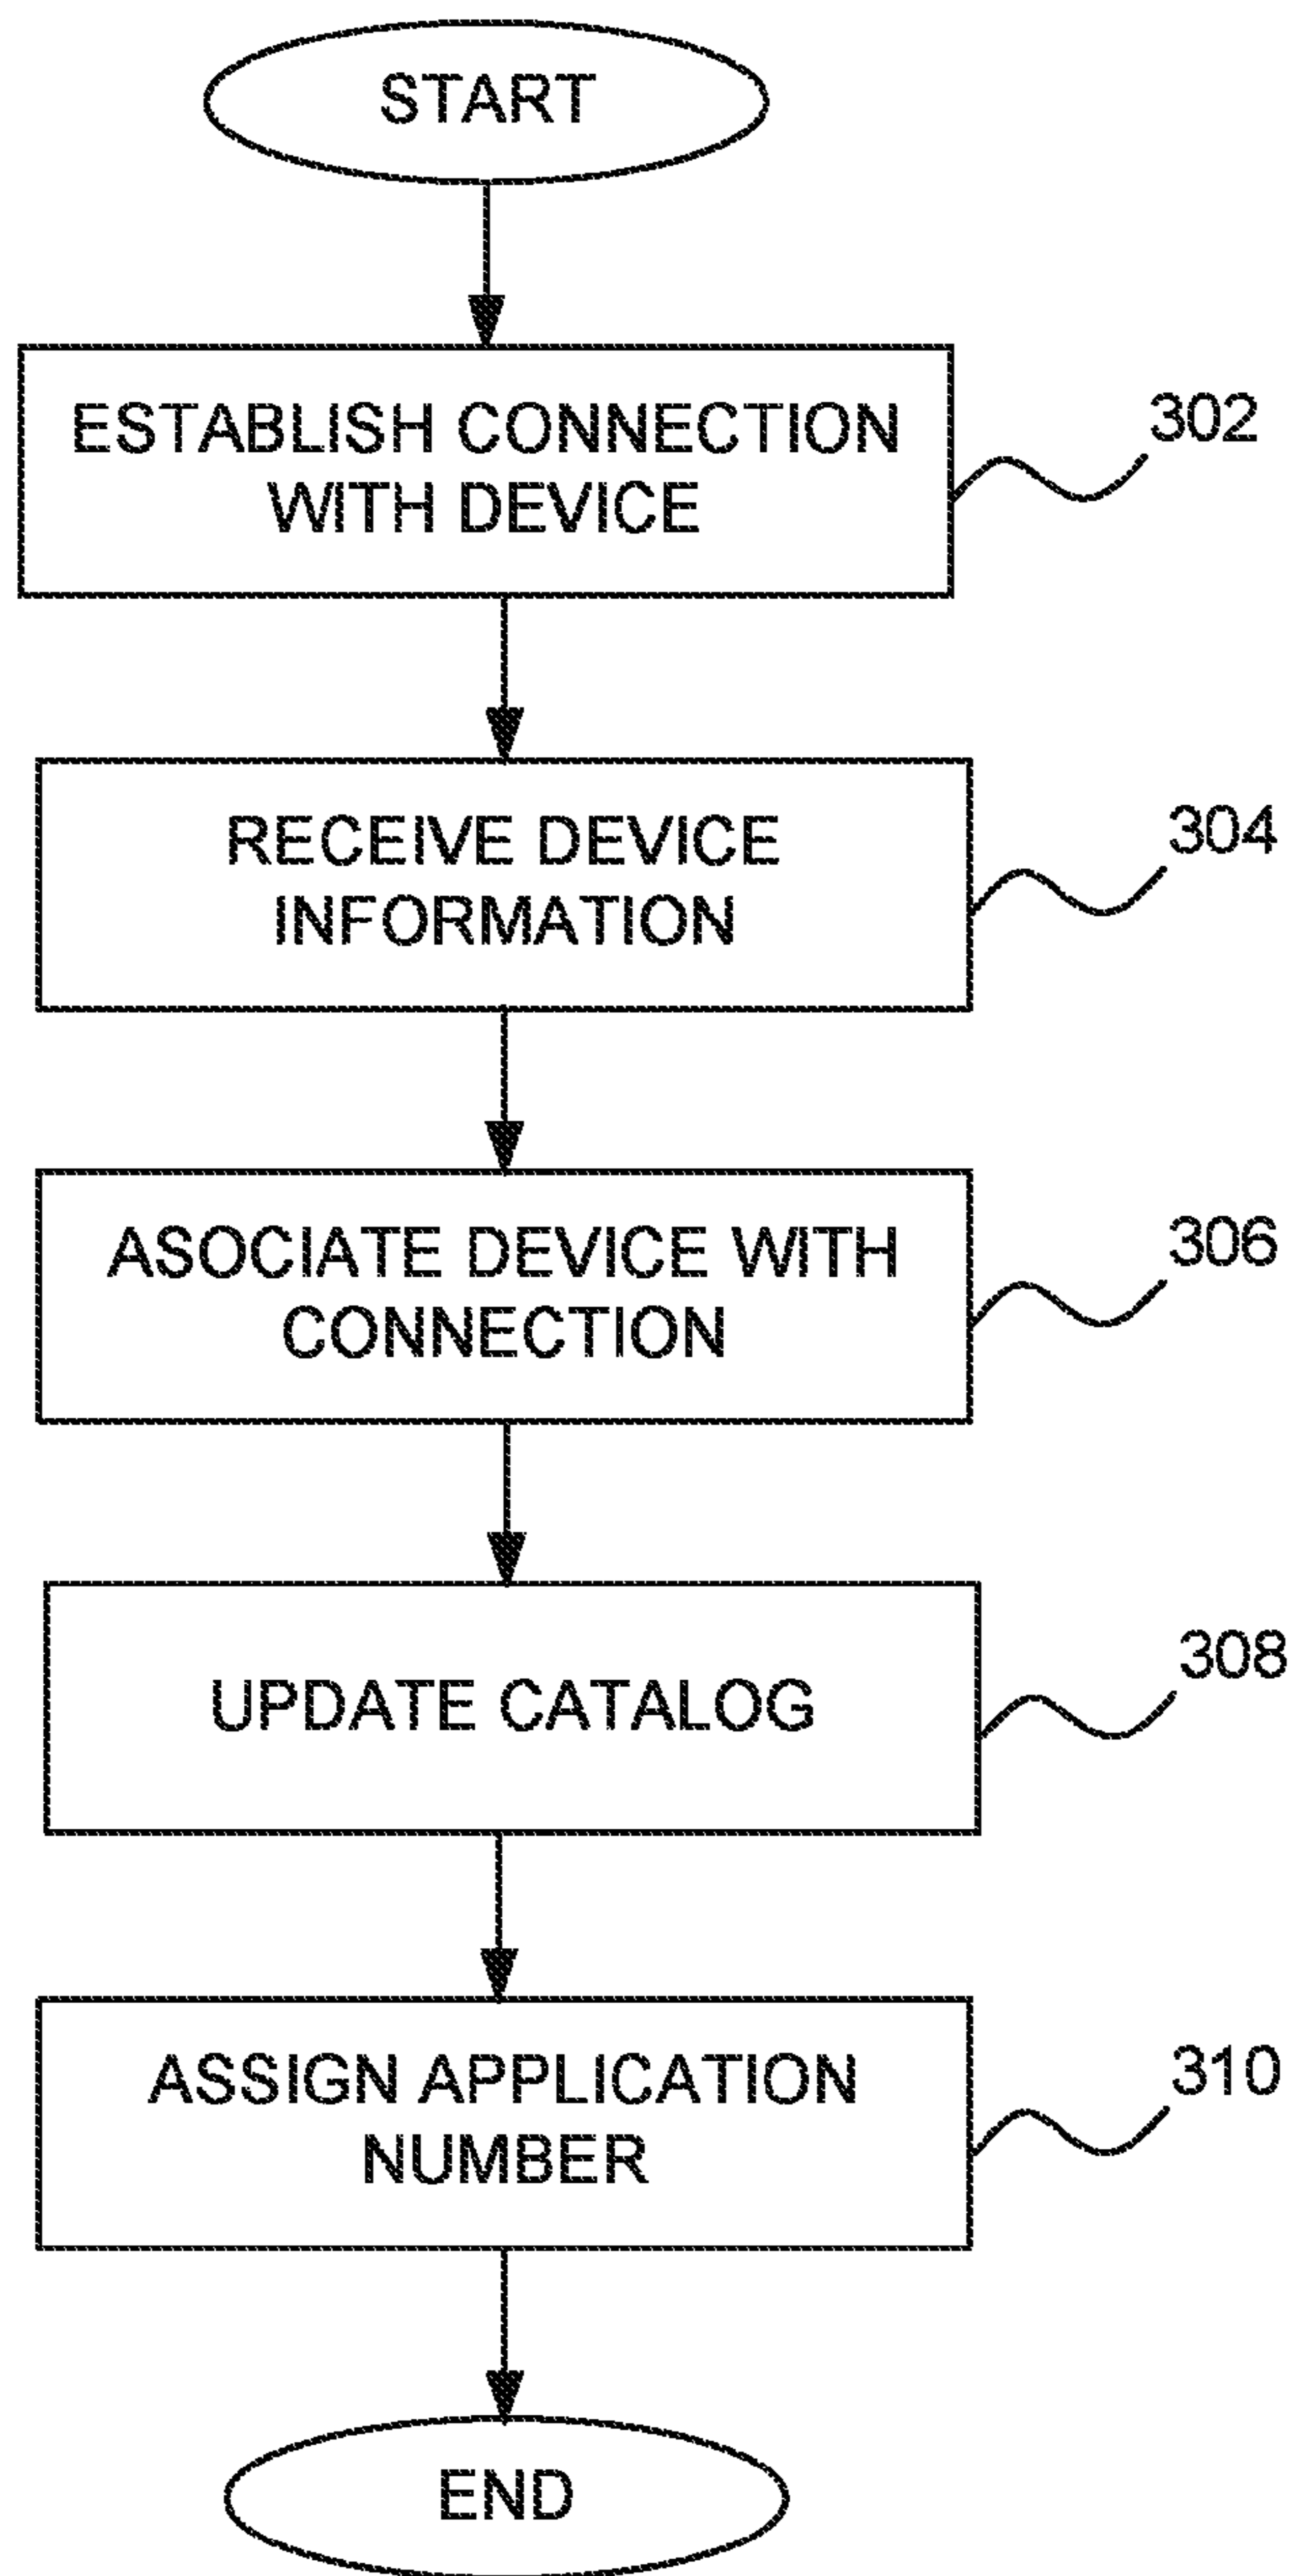 START
ESTABLISH CONNECTION
WITH DEVICE
302
RECEIVE DEVICE
INFORMATION
304
ASOCIATE DEVICE WITH
CONNECTION
306
UPDATE CATALOG
308
ASSIGN APPLICATION
NUMBER
310
END